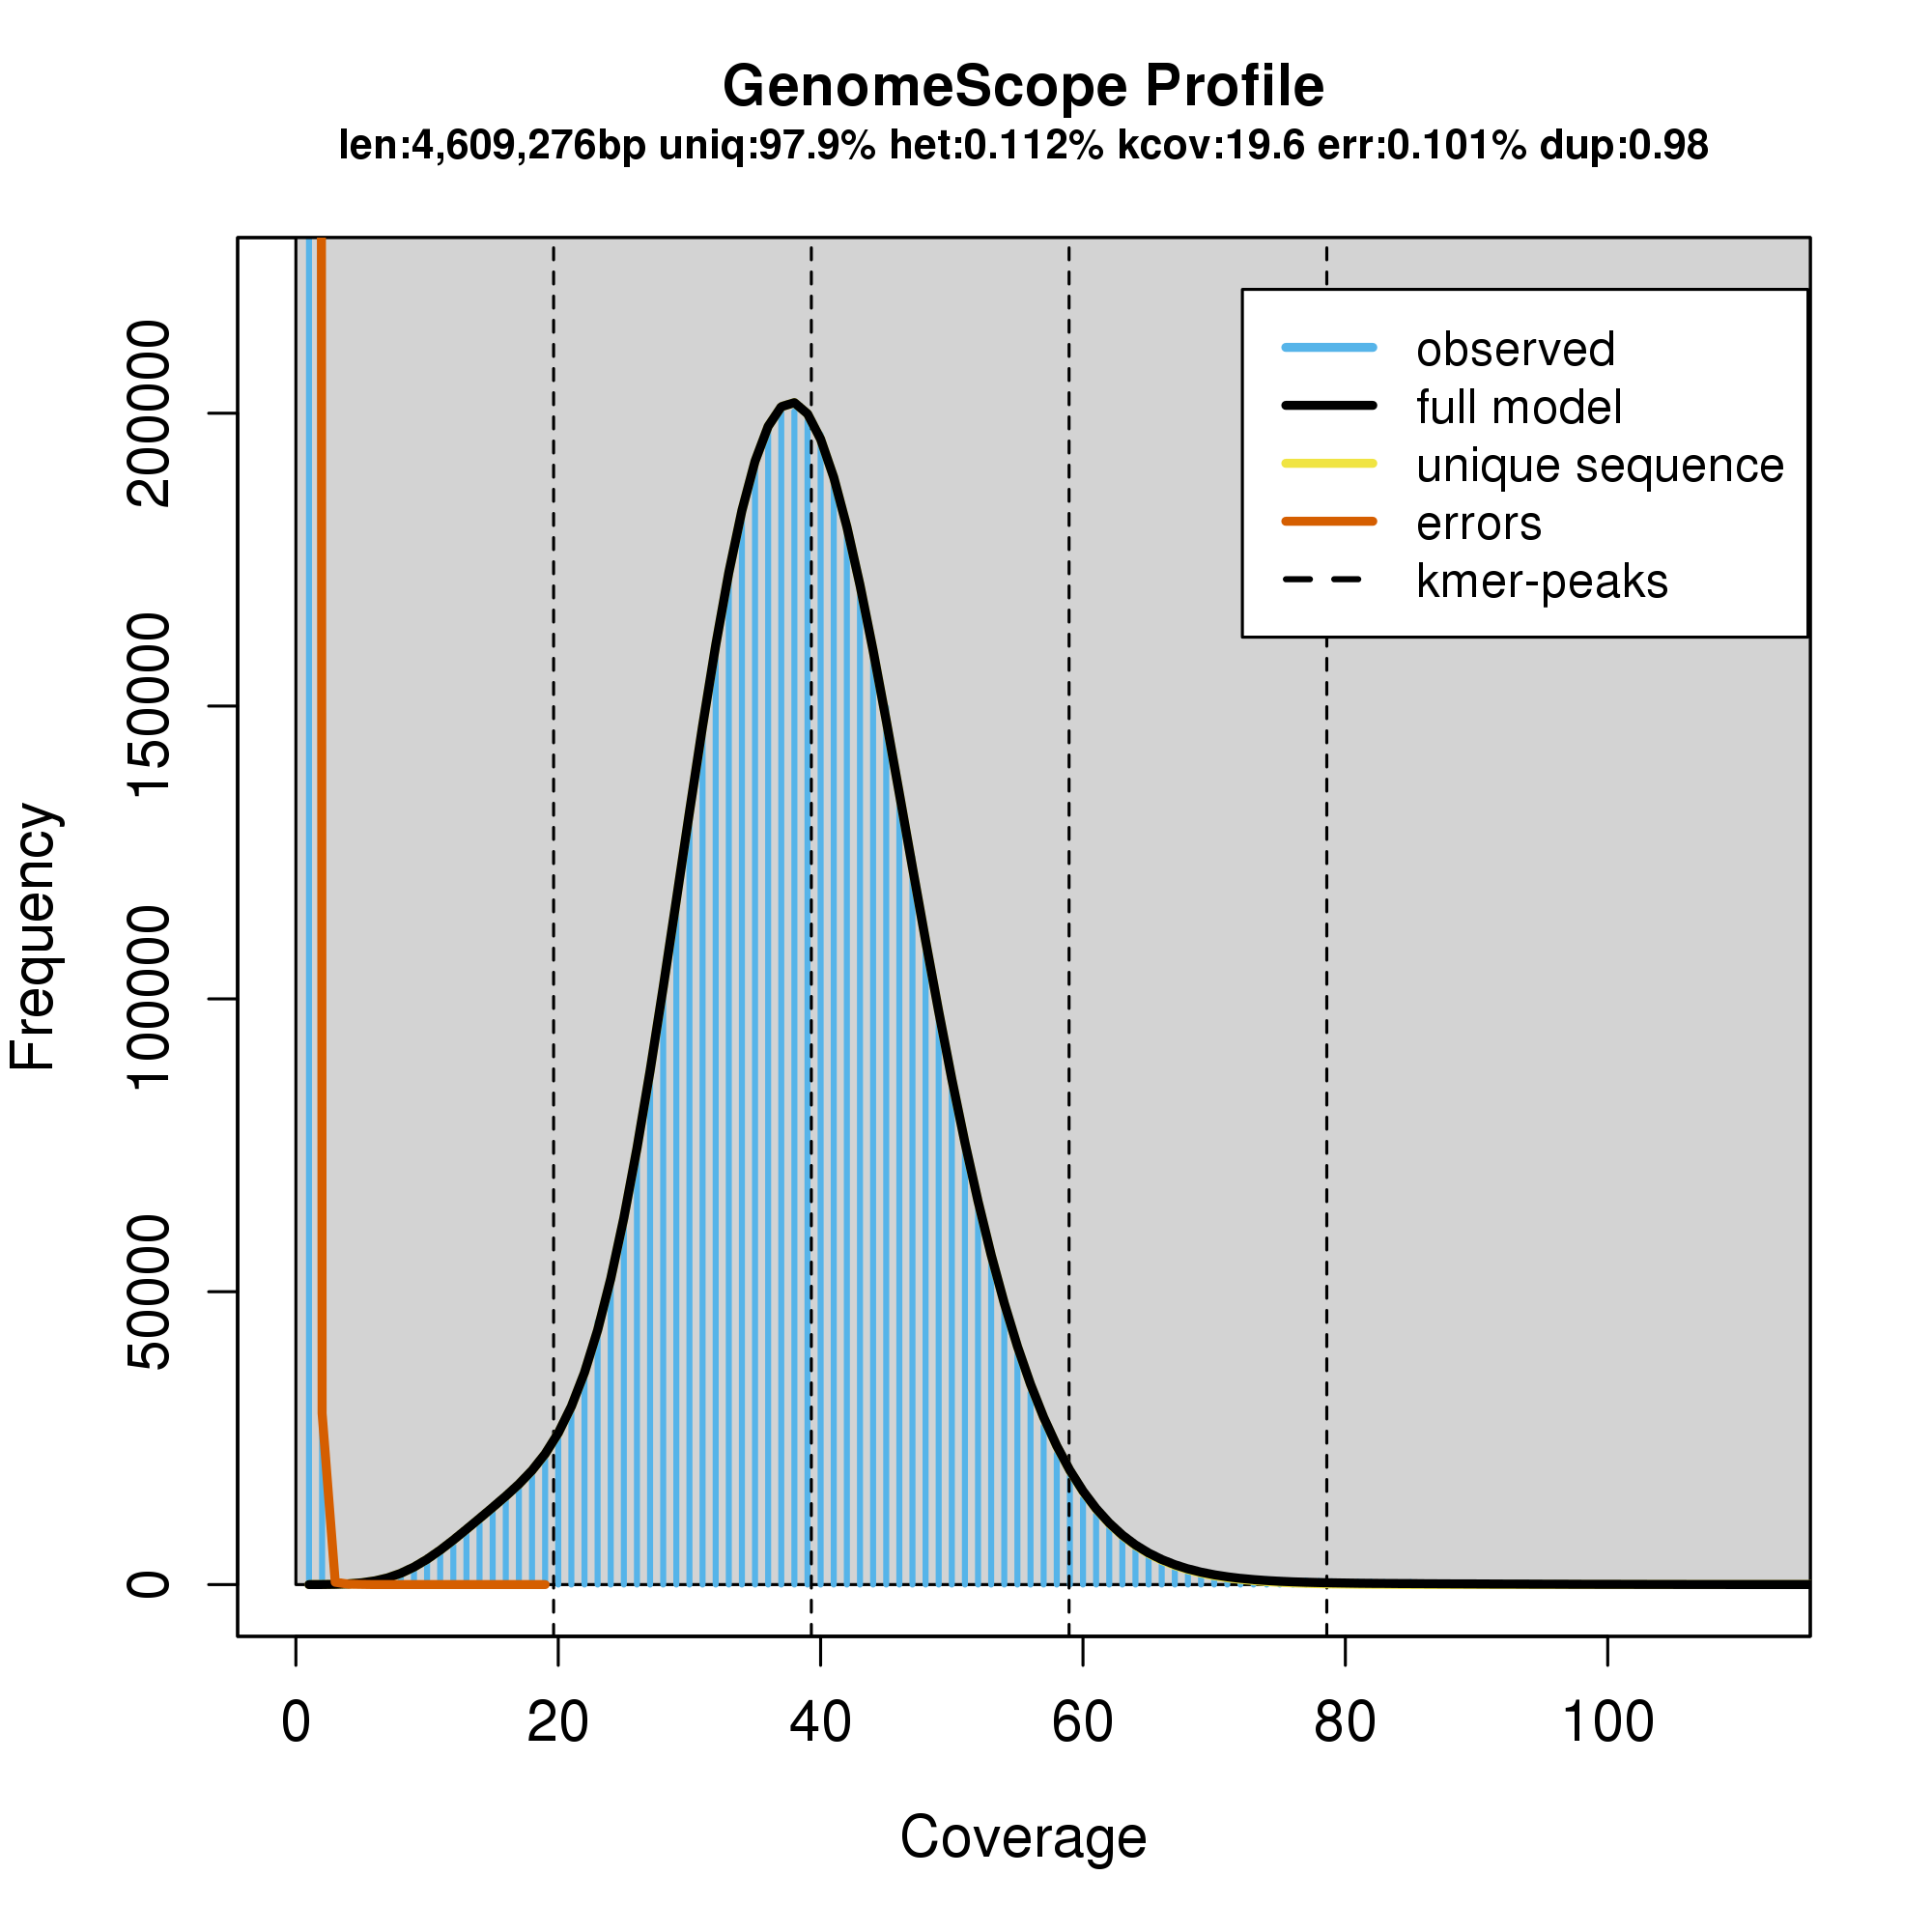 GenomeScope Profile
len:4,609,276bp uniq:97.9% het:0.112% kcov:19.6 err:0.101% dup:0.98
observed
full model
unique sequence
errors
kmer-peaks
Frequency
200000
150000
100000
50000
0
0 20 40 60 80 100
Coverage